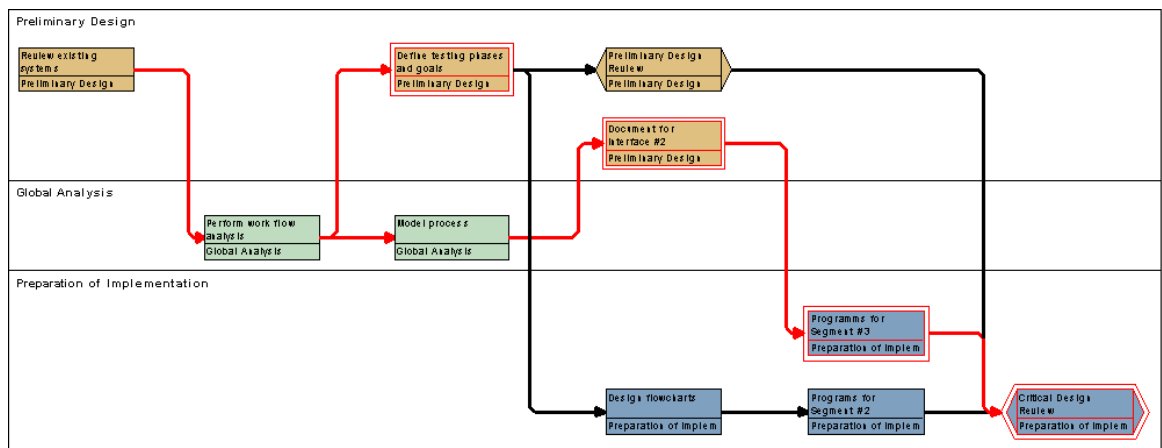 Preliminary Design
Review existing
systems
Preliminary Design
Define testing phases
and goals
Preliminary Design
Preliminary Design
Review
Preliminary Design
Document for
Interface #2
Preliminary Design
Global Analysis
Perform work flow
analysis
Global Analysis
Model process
Global Analysis
Preparation of Implementation
Programms for
Segment #3
Preparation of Implem
Design flowcharts
Preparation of Implem
Programs for
Segment #2
Preparation of Implem
Critical Design
Review
Preparation of Implem